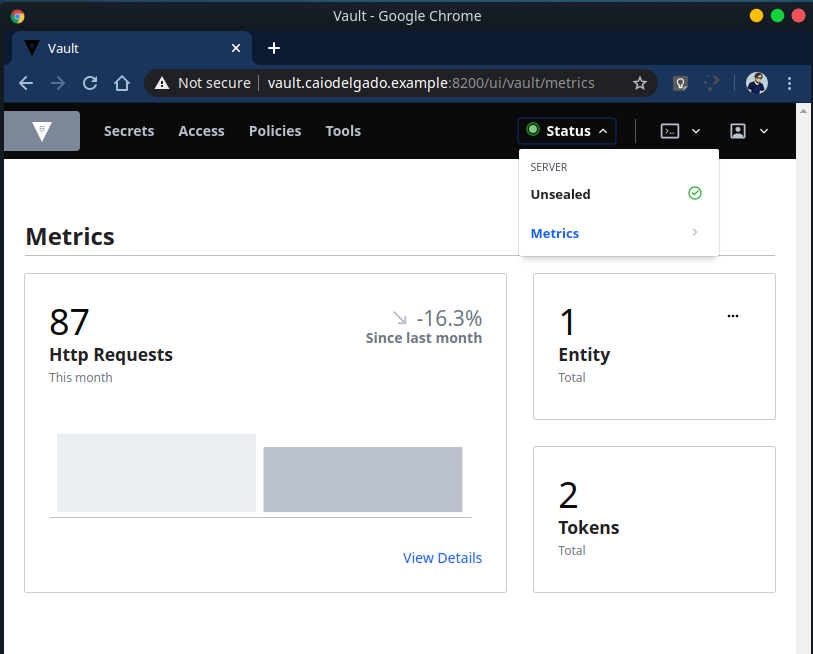 Vault - Google Chrome
Vault
Not secure | vault.caiodelgado.example:8200/ui/vault/metrics
Secrets Access Policies Tools Status
SERVER
Unsealed
Metrics
Metrics
87
-16.3%
Http Requests
Since last month
This month
View Details
1
Entity
Total
2
Tokens
Total